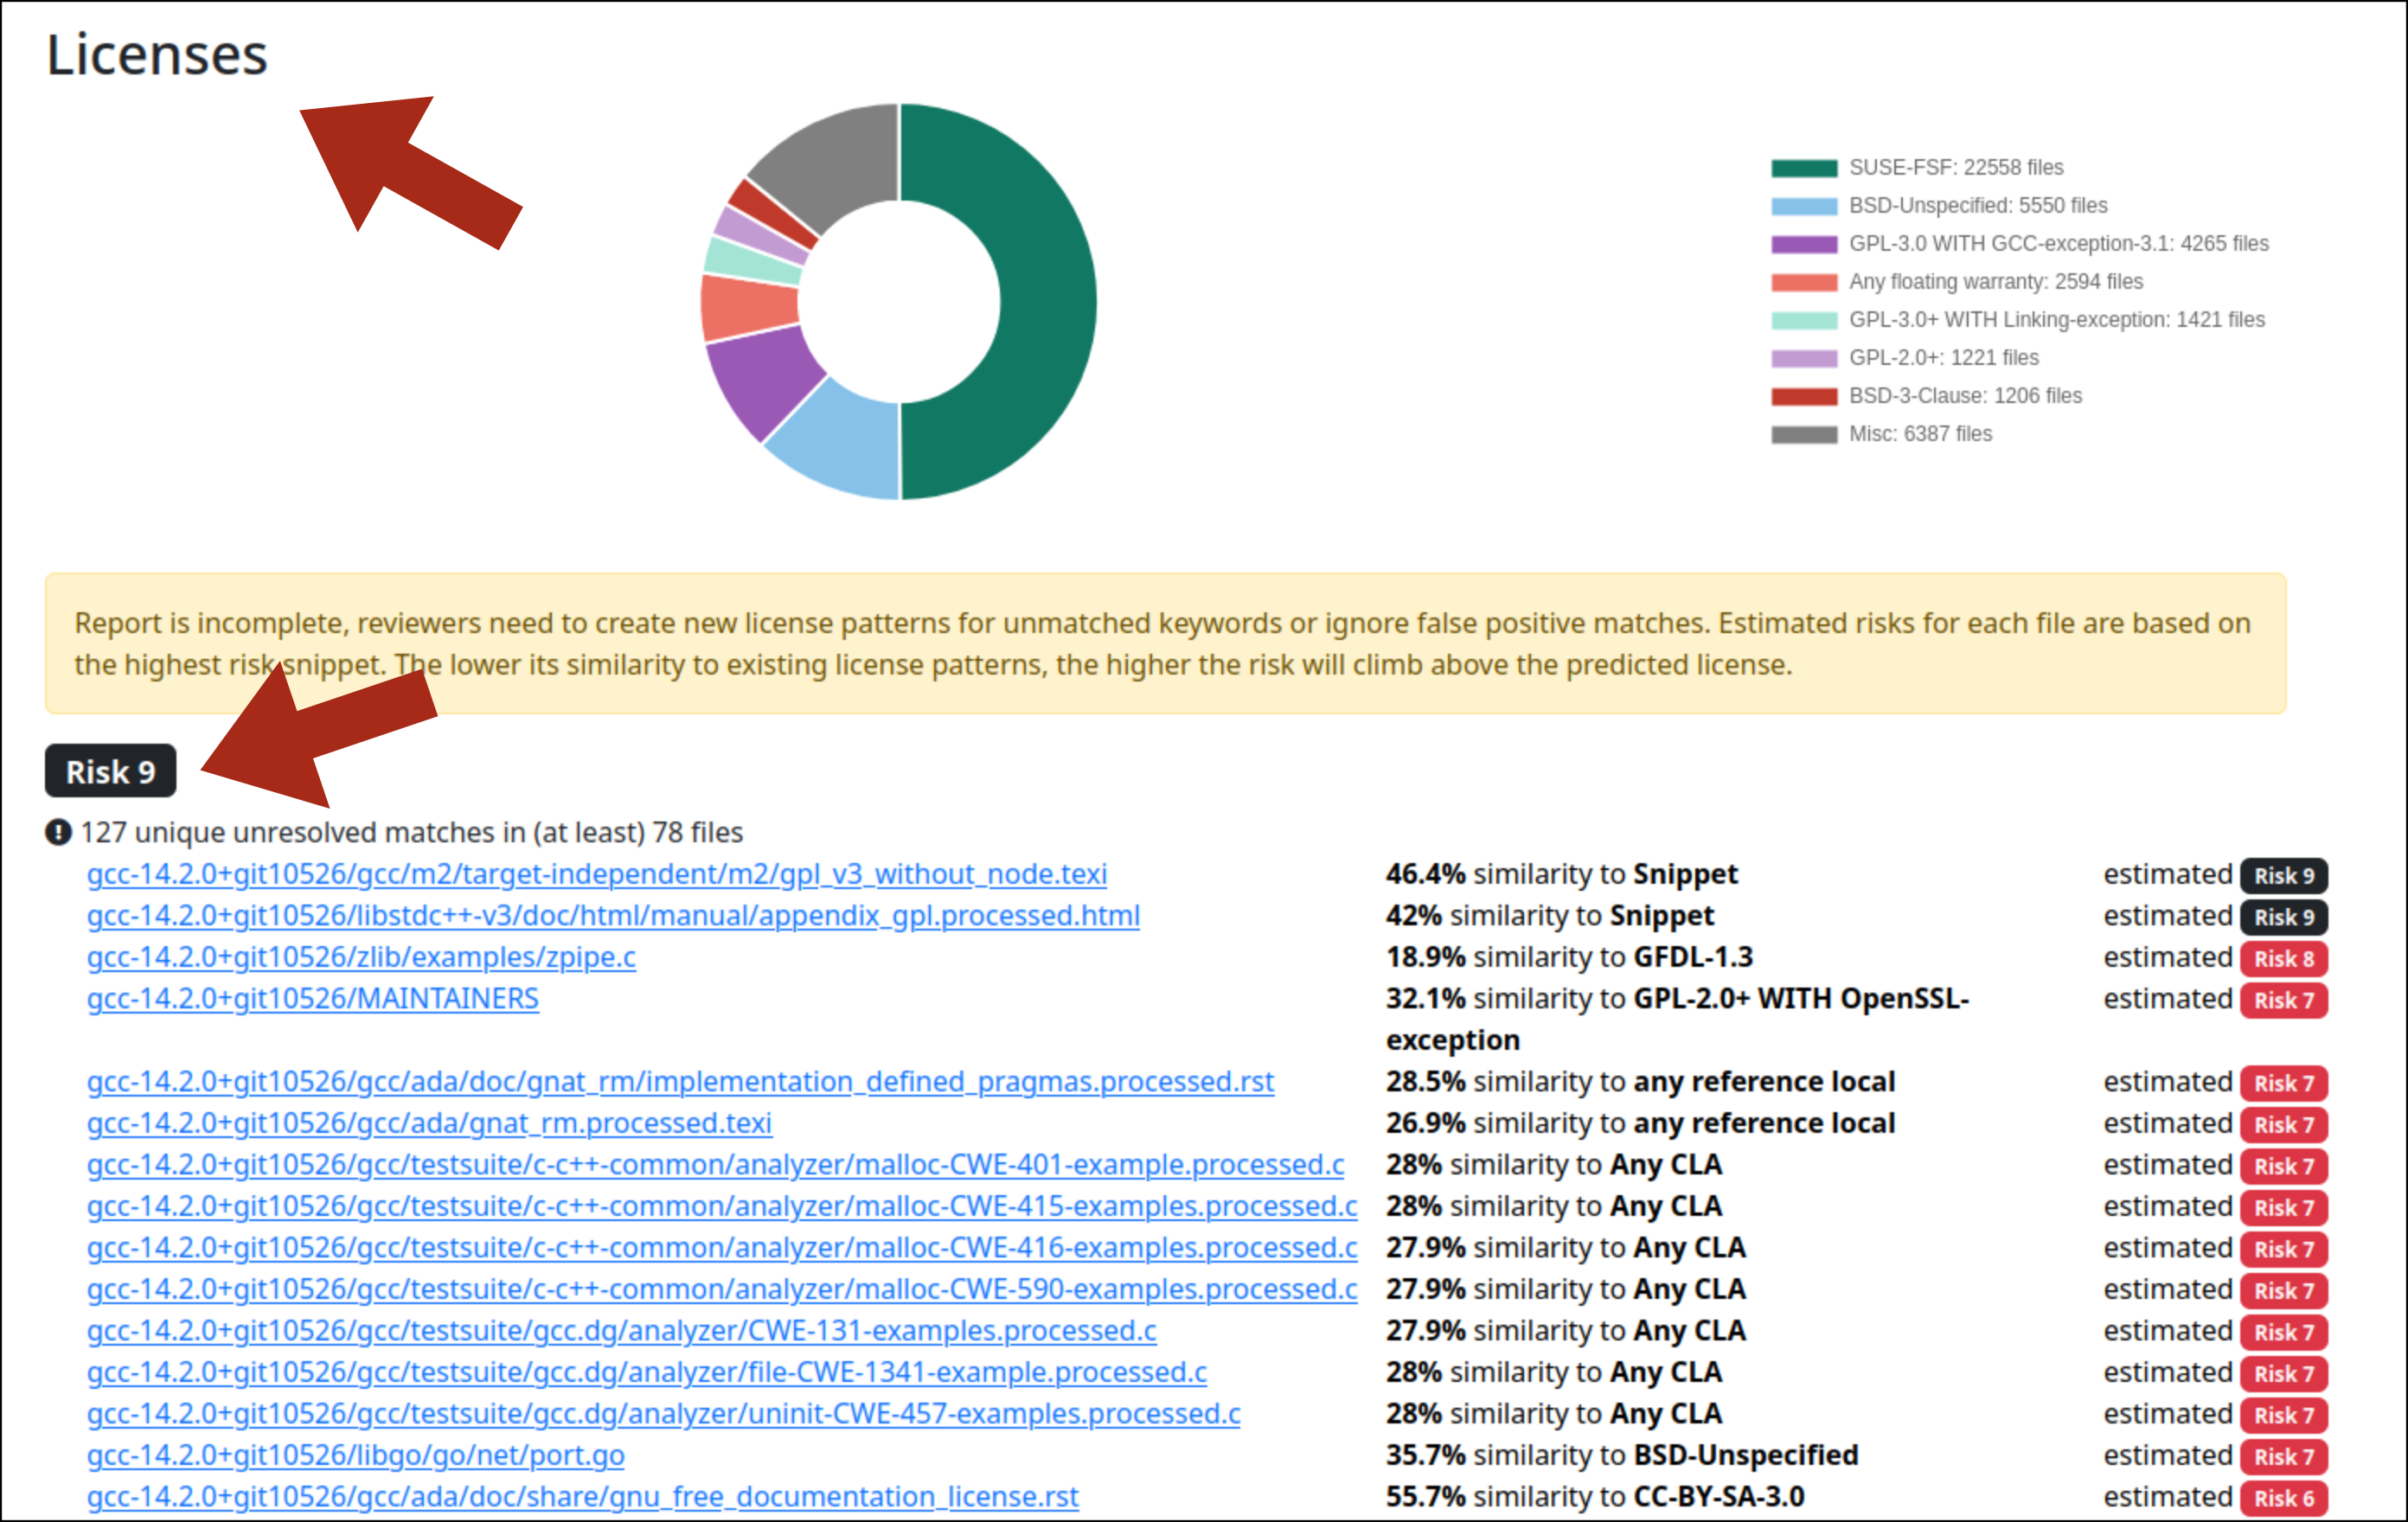 Licenses
SUSE-FSF: 22558 files
BSD-Unspecified: 5550 files
GPL-3.0 WITH GCC-exception-3.1: 4265 files
Any floating warranty: 2594 files
GPL-3.0+ WITH Linking-exception: 1421 files
GPL-2.0+: 1221 files
BSD-3-Clause: 1206 files
Misc: 6387 files
Report is incomplete, reviewers need to create new license patterns for unmatched keywords or ignore false positive matches. Estimated risks for each file are based on
the highest risk snippet. The lower its similarity to existing license patterns, the higher the risk will climb above the predicted license.
Risk 9
127 unique unresolved matches in (at least) 78 files
gcc-14.2.0+git10526/gcc/m2/target-independent/m2/gpl_v3_without_node.texi 46.4% similarity to Snippet estimated Risk 9
gcc-14.2.0+git10526/libstdc++-v3/doc/html/manual/appendix_gpl.processed.html 42% similarity to Snippet estimated Risk 9
gcc-14.2.0+git10526/zlib/examples/zpipe.c 18.9% similarity to GFDL-1.3 estimated Risk 8
gcc-14.2.0+git10526/MAINTAINERS 32.1% similarity to GPL-2.0+ WITH OpenSSL- estimated Risk 7
exception
gcc-14.2.0+git10526/gcc/ada/doc/gnat_rm/implementation_defined_pragmas.processed.rst 28.5% similarity to any reference local estimated Risk 7
gcc-14.2.0+git10526/gcc/ada/gnat_rm.processed.texi 26.9% similarity to any reference local estimated Risk 7
gcc-14.2.0+git10526/gcc/testsuite/c-c++-common/analyzer/malloc-CWE-401-example.processed.c 28% similarity to Any CLA estimated Risk 7
gcc-14.2.0+git10526/gcc/testsuite/c-c++-common/analyzer/malloc-CWE-415-examples.processed.c 28% similarity to Any CLA estimated Risk 7
gcc-14.2.0+git10526/gcc/testsuite/c-c++-common/analyzer/malloc-CWE-416-examples.processed.c 27.9% similarity to Any CLA estimated Risk 7
gcc-14.2.0+git10526/gcc/testsuite/c-c++-common/analyzer/malloc-CWE-590-examples.processed.c 27.9% similarity to Any CLA estimated Risk 7
gcc-14.2.0+git10526/gcc/testsuite/gcc.dg/analyzer/CWE-131-examples.processed.c 27.9% similarity to Any CLA estimated Risk 7
gcc-14.2.0+git10526/gcc/testsuite/gcc.dg/analyzer/file-CWE-1341-example.processed.c 28% similarity to Any CLA estimated Risk 7
gcc-14.2.0+git10526/gcc/testsuite/gcc.dg/analyzer/uninit-CWE-457-examples.processed.c 28% similarity to Any CLA estimated Risk 7
gcc-14.2.0+git10526/libgo/go/net/port.go 35.7% similarity to BSD-Unspecified estimated Risk 7
gcc-14.2.0+git10526/gcc/ada/doc/share/gnu_free_documentation_license.rst 55.7% similarity to CC-BY-SA-3.0 estimated Risk 6